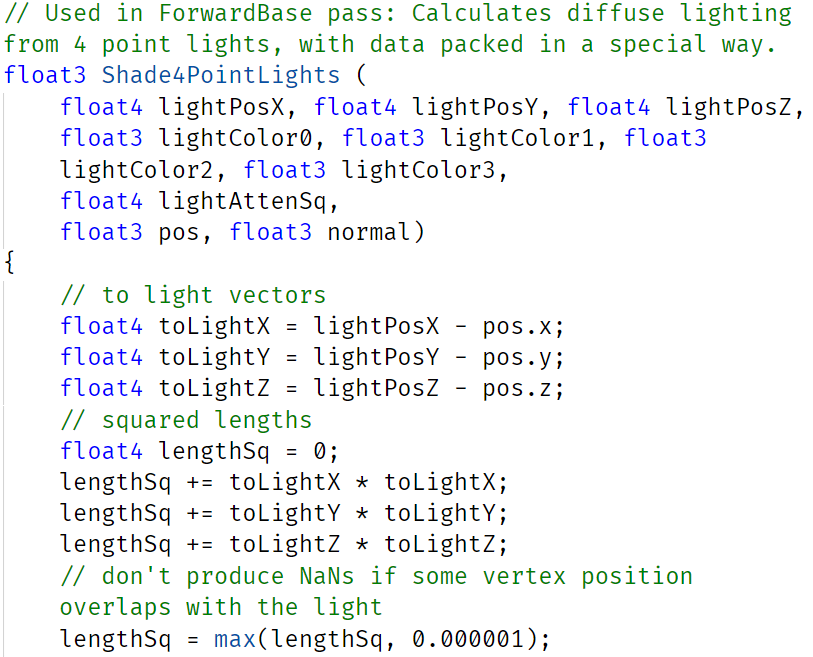 // Used in ForwardBase pass: Calculates diffuse lighting
from 4 point lights, with data packed in a special way.
float3 Shade4PointLights (
    float4 lightPosX, float4 lightPosY, float4 lightPosZ,
    float3 lightColor0, float3 lightColor1, float3
    lightColor2, float3 lightColor3,
    float4 lightAttenSq,
    float3 pos, float3 normal)
{
    // to light vectors
    float4 toLightX = lightPosX - pos.x;
    float4 toLightY = lightPosY - pos.y;
    float4 toLightZ = lightPosZ - pos.z;
    // squared lengths
    float4 lengthSq = 0;
    lengthSq += toLightX * toLightX;
    lengthSq += toLightY * toLightY;
    lengthSq += toLightZ * toLightZ;
    // don't produce NaNs if some vertex position
    overlaps with the light
    lengthSq = max(lengthSq, 0.000001);